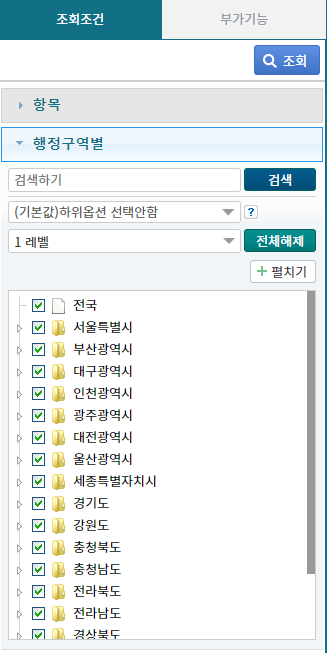 조회조건
부가기능
조회
항목
행정구역별
검색하기
검색
(기본값)하위옵션 선택안함
?
1 레벨
전체해제
+ 펼치기
전국
서울특별시
부산광역시
대구광역시
인천광역시
광주광역시
대전광역시
울산광역시
세종특별자치시
경기도
강원도
충청북도
충청남도
전라북도
전라남도
경상북도